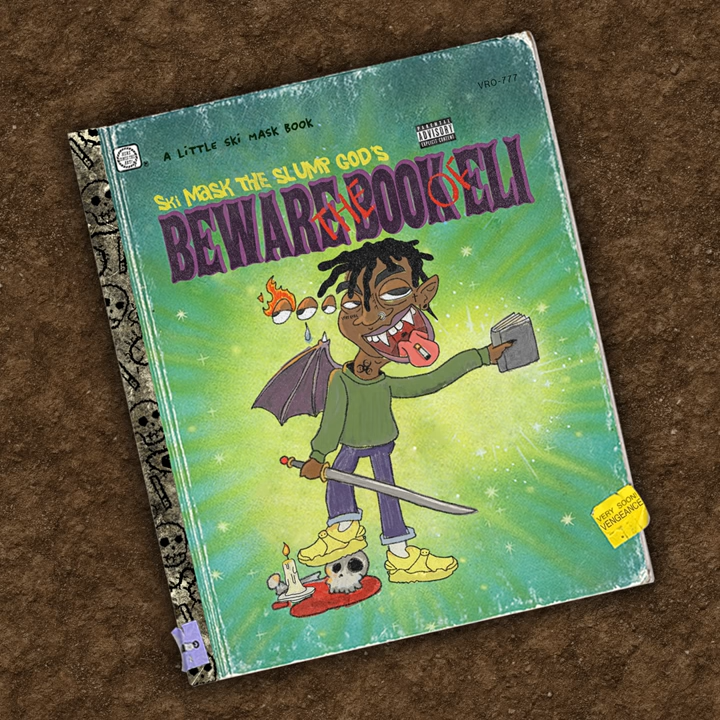 VRD-777
A LiTTLE SKi MASK BOOK
PARENTAL
ADVISORY
EXPLICIT CONTENT
Ski MaSK THE SLUMP GOD'S
BEWARE THE BOOK OF ELI
VERY SOON!
VENGEANCE